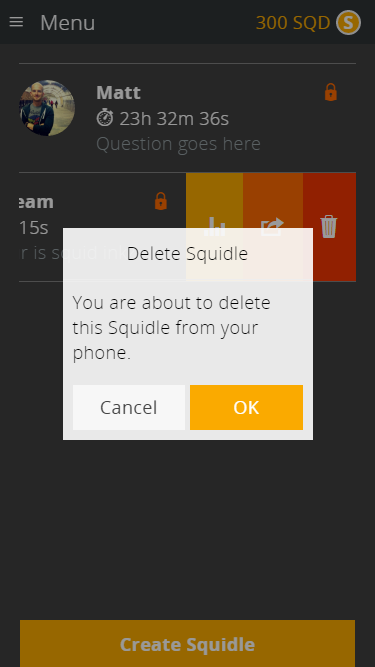 Menu
300 SQD S
Matt
23h 32m 36s
Question goes here
eam
15s
r is
Delete Squidle
You are about to delete
this Squidle from your
phone.
Cancel
OK
Create Squidle